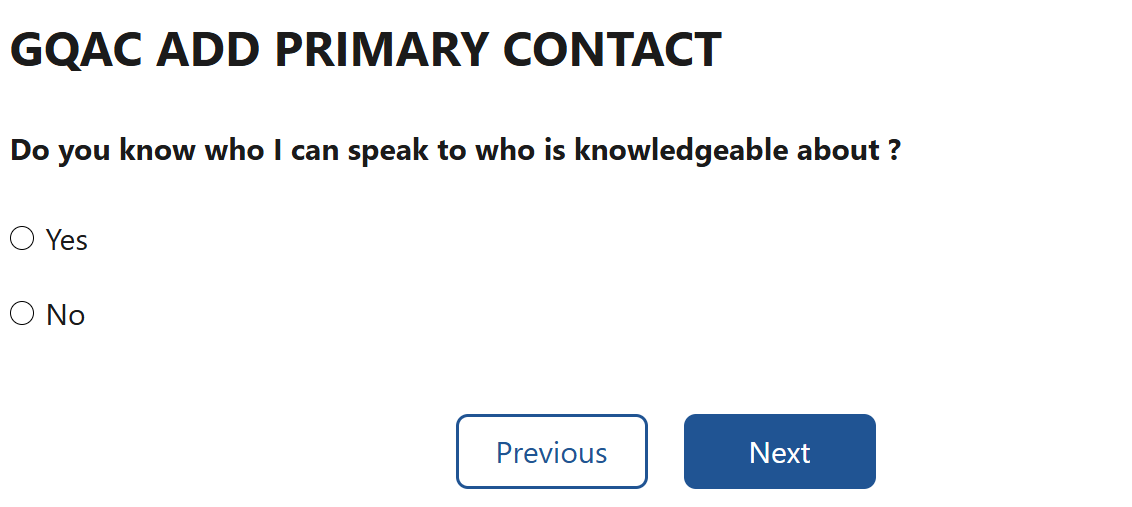 GQAC ADD PRIMARY CONTACT
Do you know who I can speak to who is knowledgeable about ?
Yes
No
Previous
Next